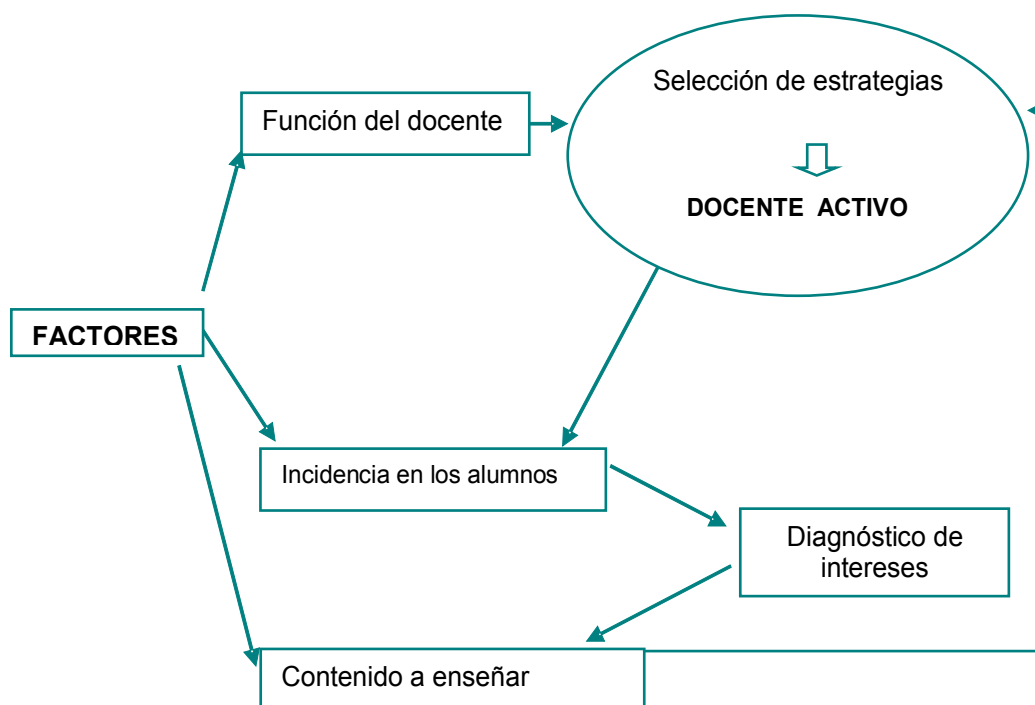 Selección de estrategias
Función del docente
DOCENTE ACTIVO
FACTORES
Incidencia en los alumnos
Diagnóstico de
intereses
Contenido a enseñar